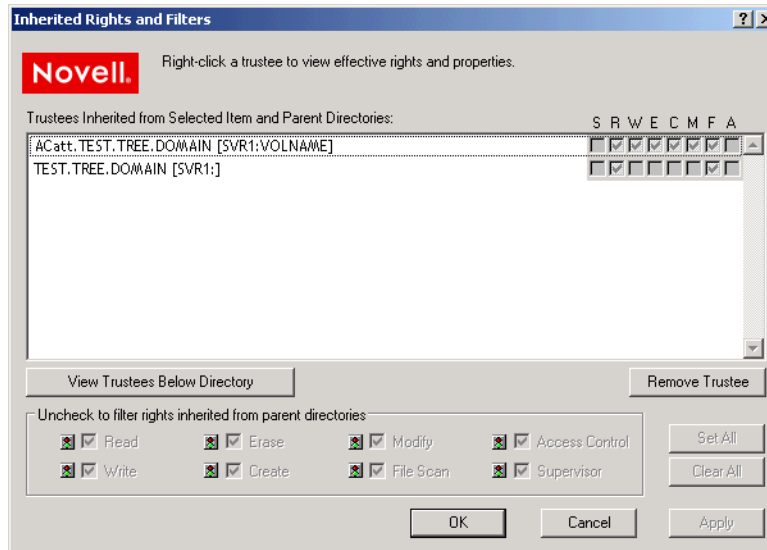 Inherited Rights and Filters
Novell.
Right-click a trustee to view effective rights and properties.
Trustees Inherited from Selected Item and Parent Directories:
S R W E C M F A
ACatt.TEST.TREE.DOMAIN [SVR1:VOLNAME]
TEST.TREE.DOMAIN [SVR1:]
View Trustees Below Directory
Remove Trustee
Uncheck to filter rights inherited from parent directories
Read Erase Modify Access Control
Write Create File Scan Supervisor
Set All
Clear All
OK Cancel Apply